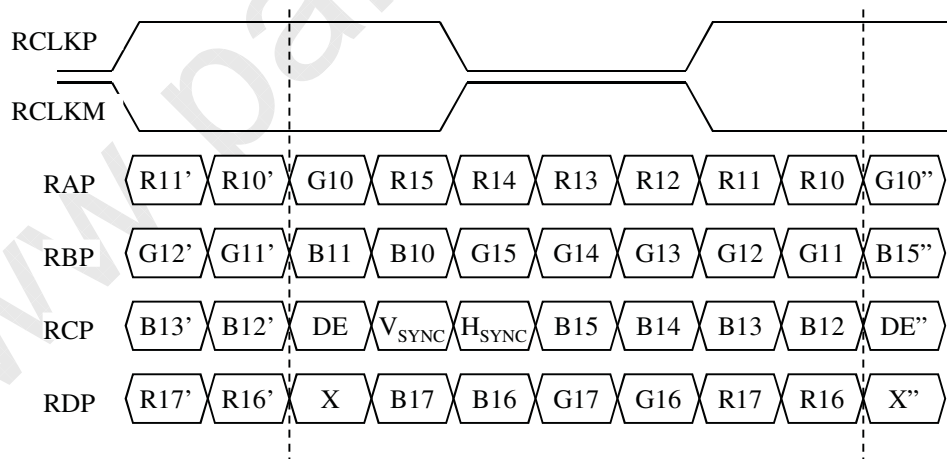 RCLKP
RCLKM
RAP R11’ R10’ G10 R15 R14 R13 R12 R11 R10 G10”
RBP G12’ G11’ B11 B10 G15 G14 G13 G12 G11 B15”
RCP B13’ B12’ DE VSYNC HSYNC B15 B14 B13 B12 DE”
RDP R17’ R16’ X B17 B16 G17 G16 R17 R16 X”